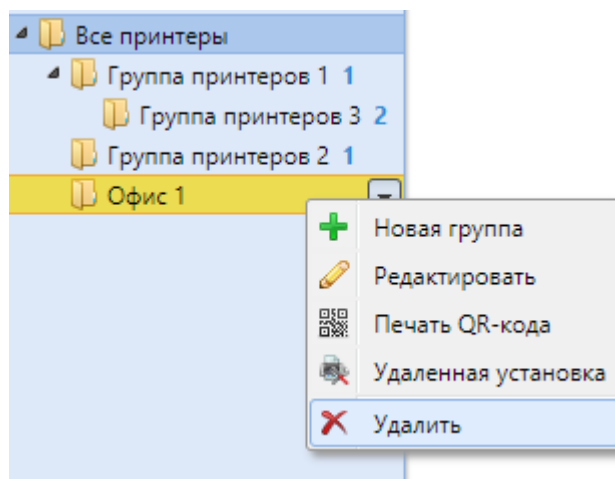 Все принтеры
Группа принтеров 1 1
Группа принтеров 3 2
Группа принтеров 2 1
Офис 1
Новая группа
Редактировать
Печать QR-кода
Удаленная установка
Удалить